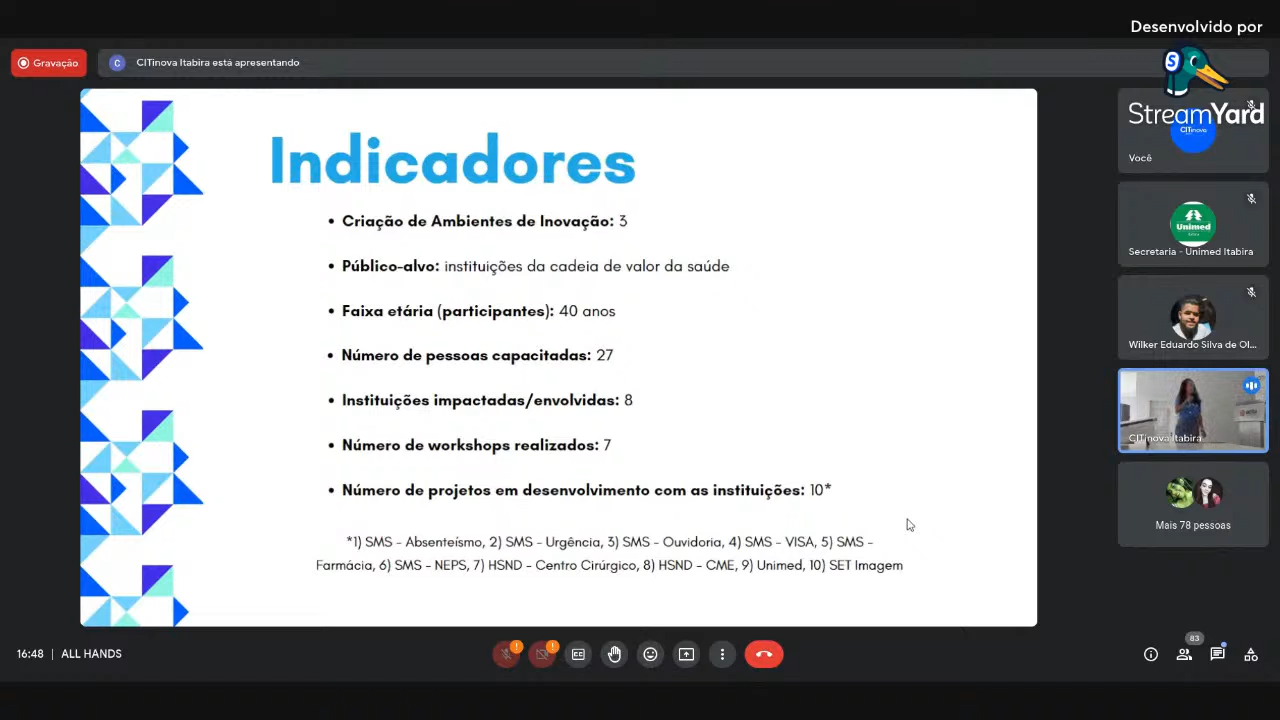 Desenvolvido por
StreamYard
Gravação
C CITinova Itabira está apresentando
Indicadores
• Criação de Ambientes de Inovação: 3
• Público-alvo: instituições da cadeia de valor da saúde
• Faixa etária (participantes): 40 anos
• Número de pessoas capacitadas: 27
• Instituições impactadas/envolvidas: 8
• Número de workshops realizados: 7
• Número de projetos em desenvolvimento com as instituições: 10*
*1) SMS - Absenteísmo, 2) SMS - Urgência, 3) SMS - Ouvidoria, 4) SMS - VISA, 5) SMS -
Farmácia, 6) SMS - NEPS, 7) HSND - Centro Cirúrgico, 8) HSND - CME, 9) Unimed, 10) SET Imagem
CITinova
Você
Unimed
Secretaria - Unimed Itabira
Wilker Eduardo Silva de Ol...
CITinova Itabira
Mais 78 pessoas
16:48 | ALL HANDS
83